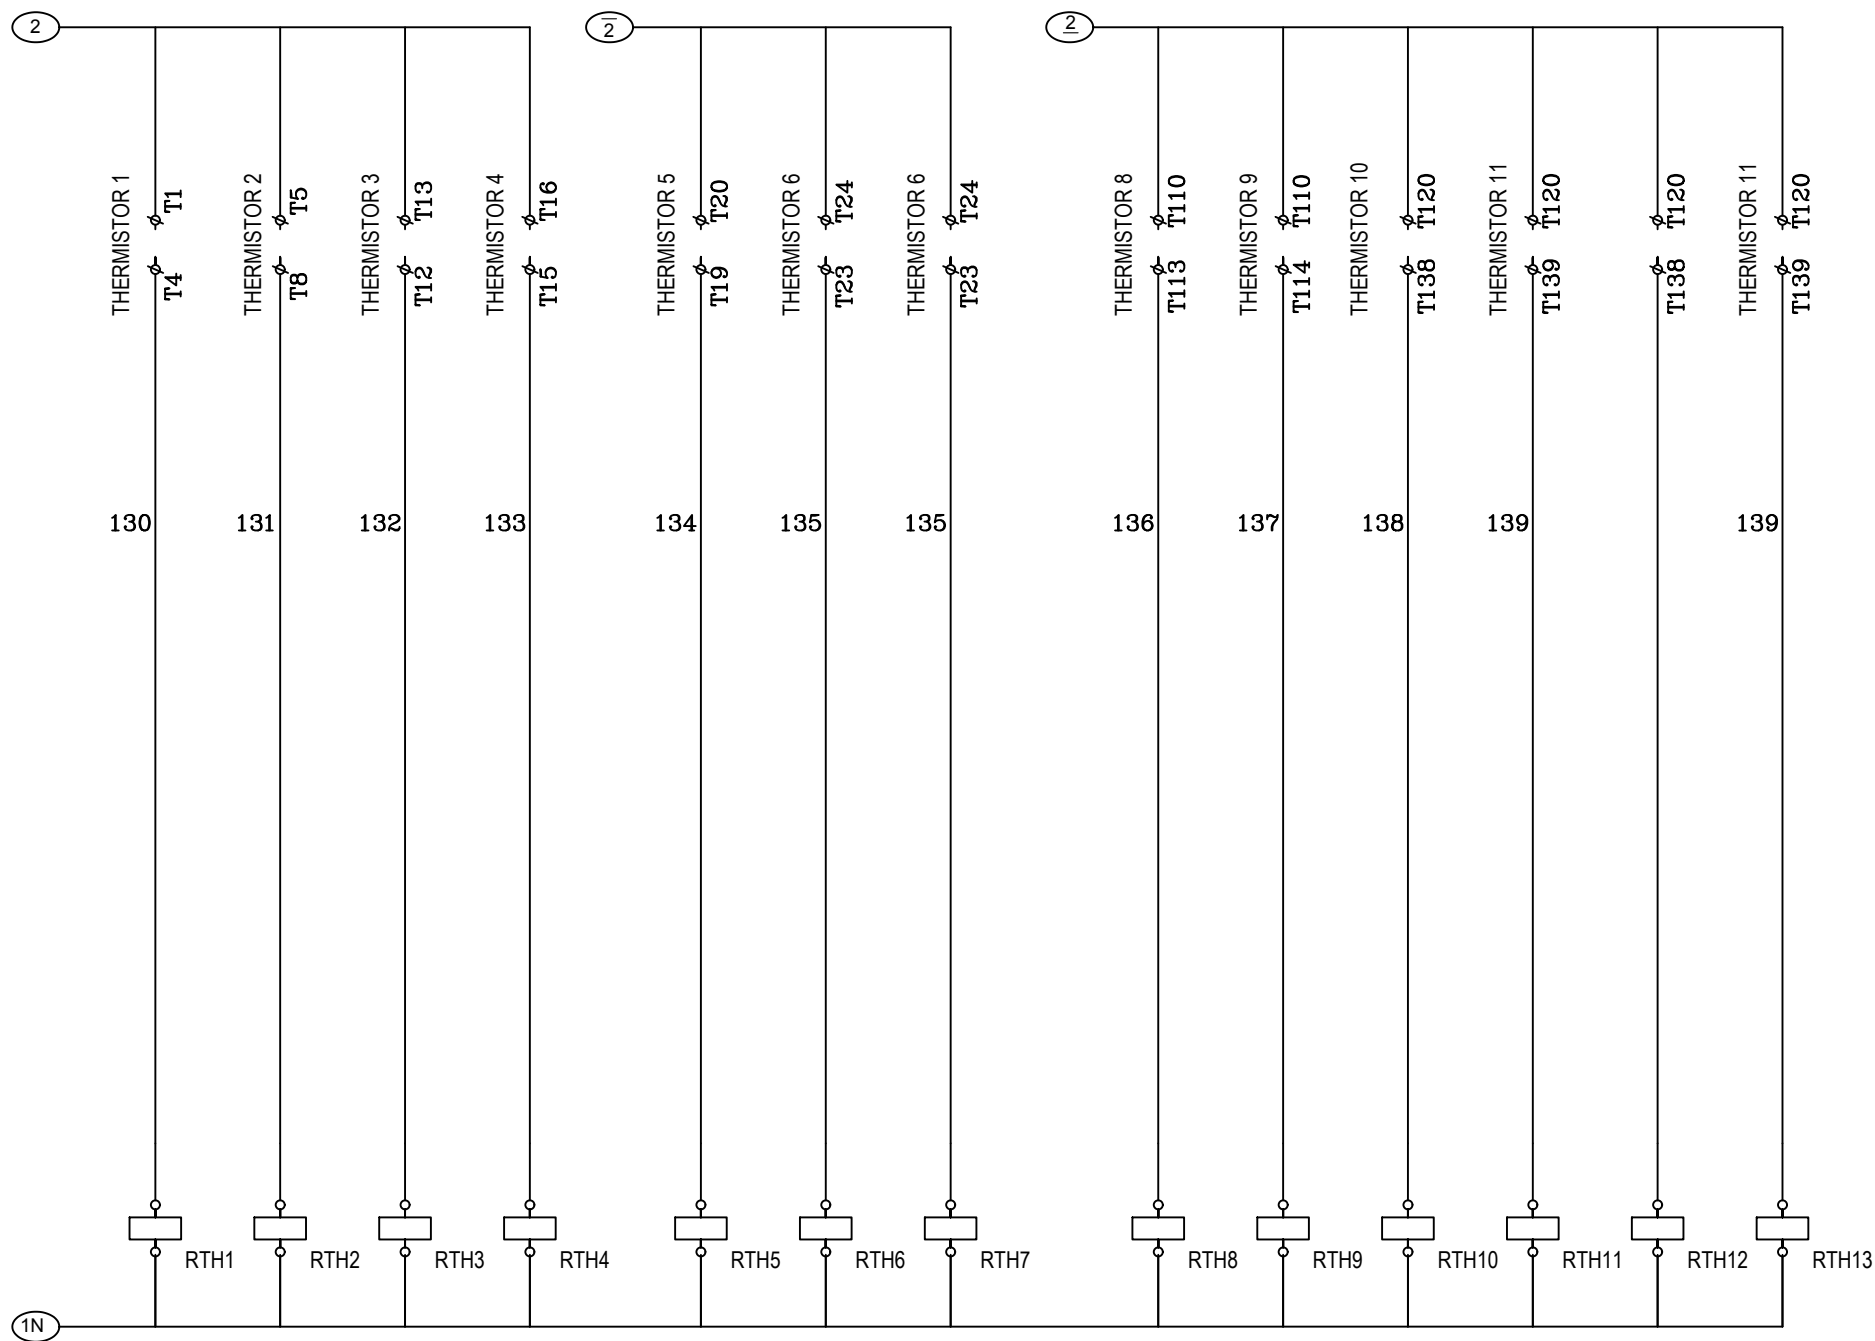 2
2
2
THERMISTOR 1
T1
T4
THERMISTOR 2
T5
T8
THERMISTOR 3
T13
T12
THERMISTOR 4
T16
T15
THERMISTOR 5
T20
T19
THERMISTOR 6
T24
T23
THERMISTOR 6
T24
T23
THERMISTOR 8
T110
T113
THERMISTOR 9
T110
T114
THERMISTOR 10
T120
T138
THERMISTOR 11
T120
T139
T120
T138
THERMISTOR 11
T120
T139
130
131
132
133
134
135
135
136
137
138
139
139
RTH1
RTH2
RTH3
RTH4
RTH5
RTH6
RTH7
RTH8
RTH9
RTH10
RTH11
RTH12
RTH13
1N